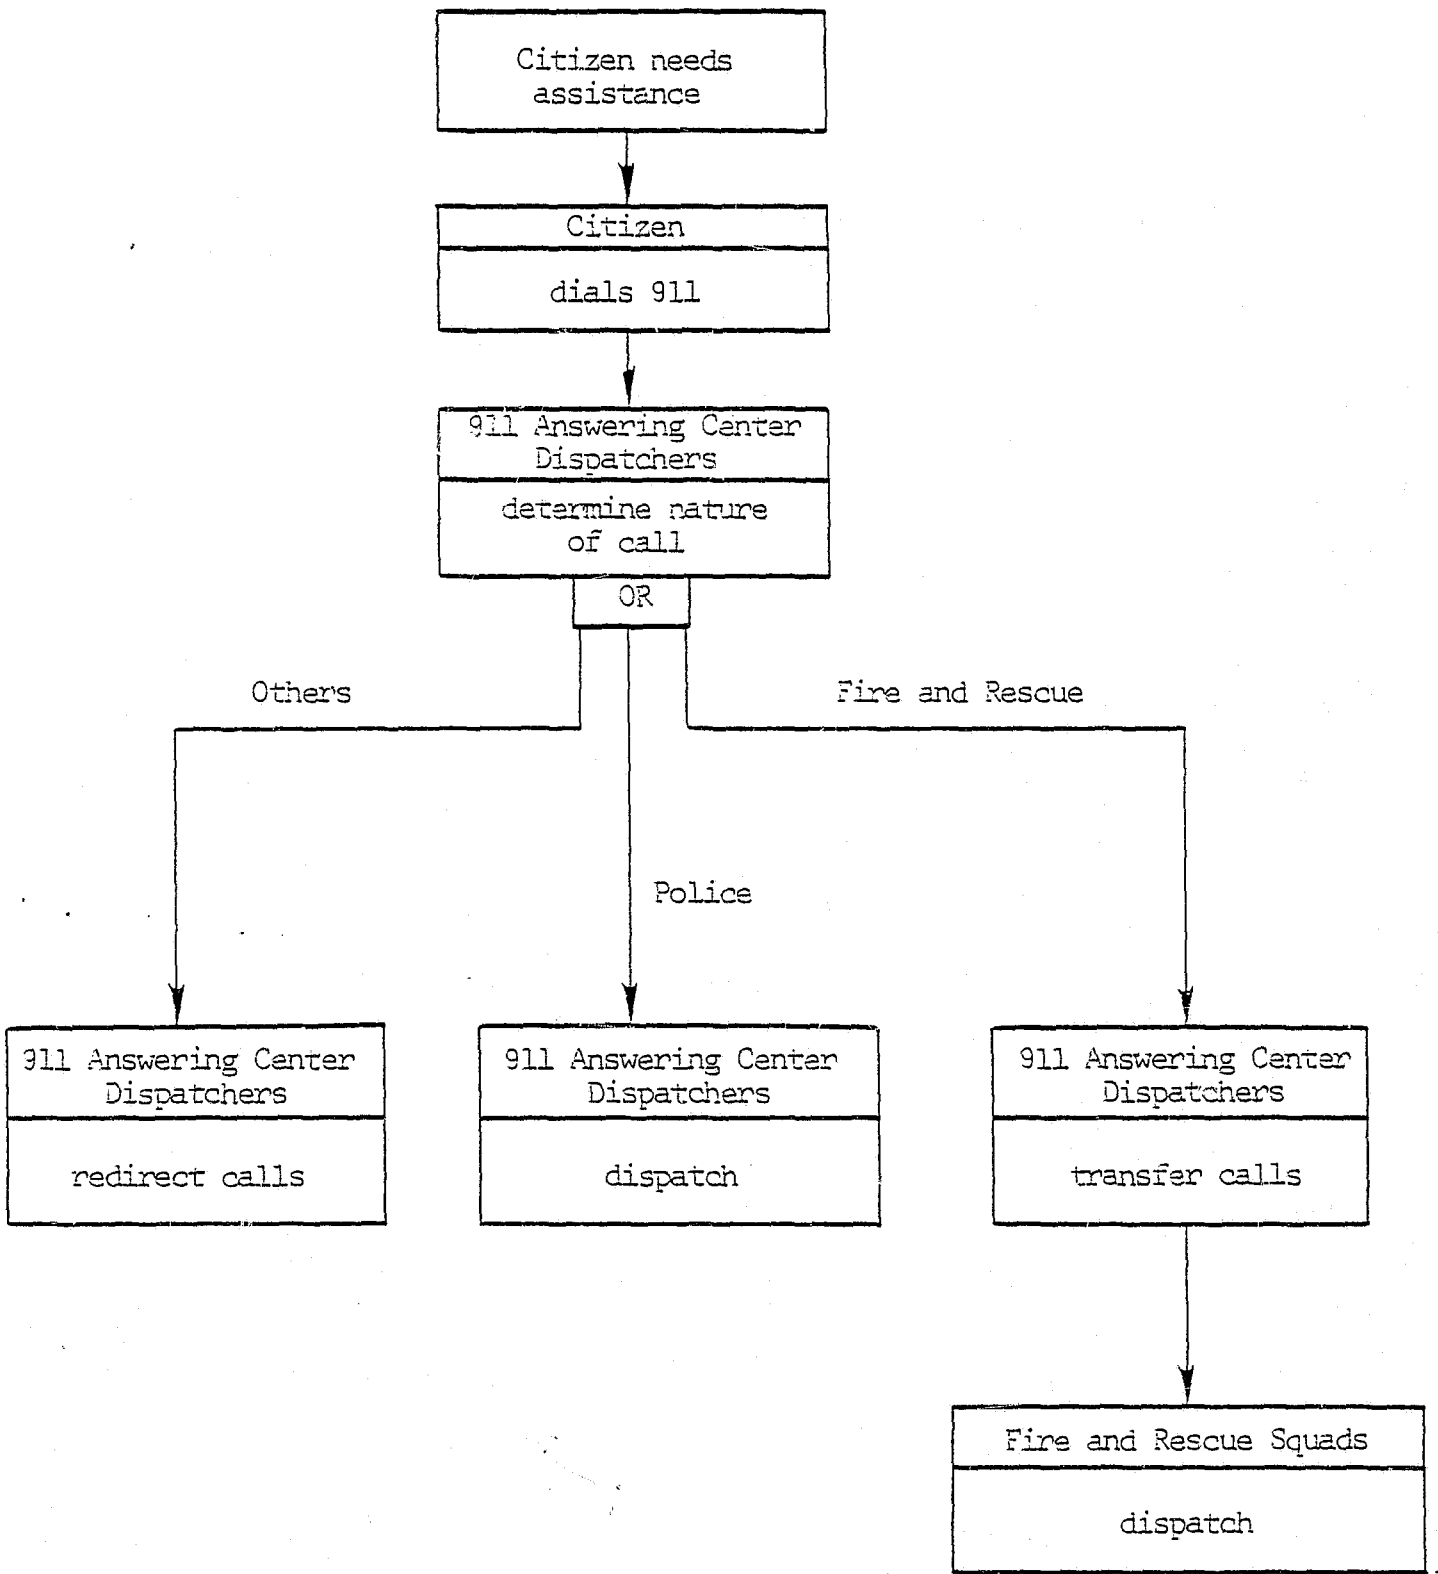 Citizen needs
assistance
Citizen
dials 911
911 Answering Center
Dispatchers
determine nature
of call
OR
Others
Fire and Rescue
Police
911 Answering Center
Dispatchers
redirect calls
911 Answering Center
Dispatchers
dispatch
911 Answering Center
Dispatchers
transfer calls
Fire and Rescue Squads
dispatch